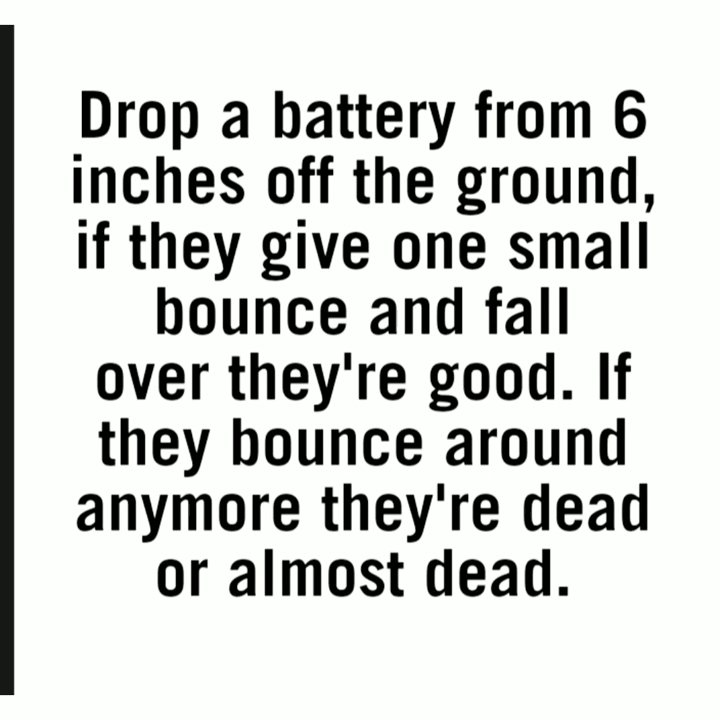 Drop a battery from 6
inches off the ground,
if they give one small
bounce and fall
over they're good. If
they bounce around
anymore they're dead
or almost dead.